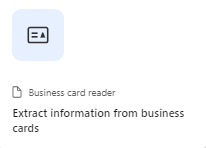 Business card reader
Extract information from business
cards